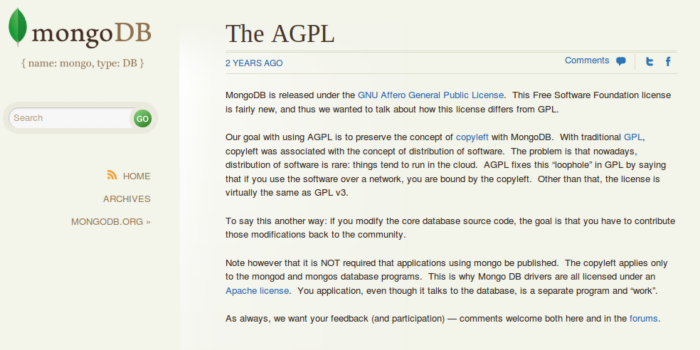 mongoDB
{ name: mongo, type: DB }
Search
GO
HOME
ARCHIVES
MONGODB.ORG »
The AGPL
2 YEARS AGO
Comments
MongoDB is released under the GNU Affero General Public License.  This Free Software Foundation license
is fairly new, and thus we wanted to talk about how this license differs from GPL.
Our goal with using AGPL is to preserve the concept of copyleft with MongoDB.  With traditional GPL,
copyleft was associated with the concept of distribution of software.  The problem is that nowadays,
distribution of software is rare: things tend to run in the cloud.  AGPL fixes this “loophole” in GPL by saying
that if you use the software over a network, you are bound by the copyleft.  Other than that, the license is
virtually the same as GPL v3.
To say this another way: if you modify the core database source code, the goal is that you have to contribute
those modifications back to the community.
Note however that it is NOT required that applications using mongo be published.  The copyleft applies only
to the mongod and mongos database programs.  This is why Mongo DB drivers are all licensed under an
Apache license.  You application, even though it talks to the database, is a separate program and “work”.
As always, we want your feedback (and participation) — comments welcome both here and in the forums.